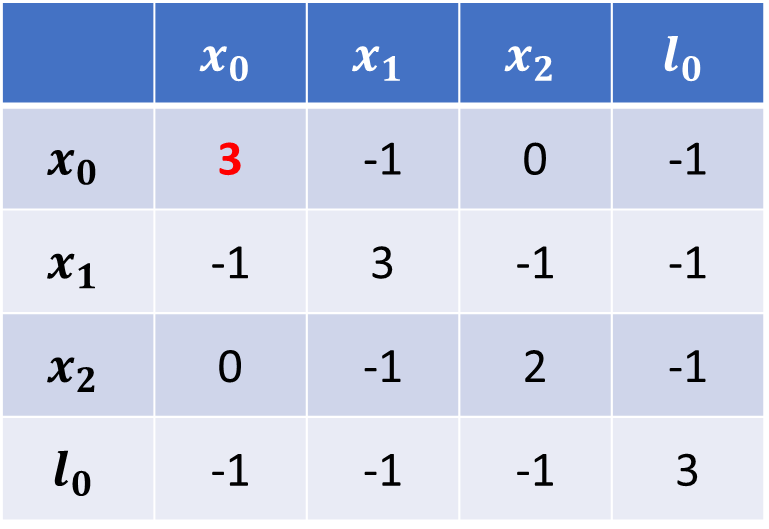 x₀ x₁ x₂ l₀
x₀ 3 -1 0 -1
x₁ -1 3 -1 -1
x₂ 0 -1 2 -1
l₀ -1 -1 -1 3